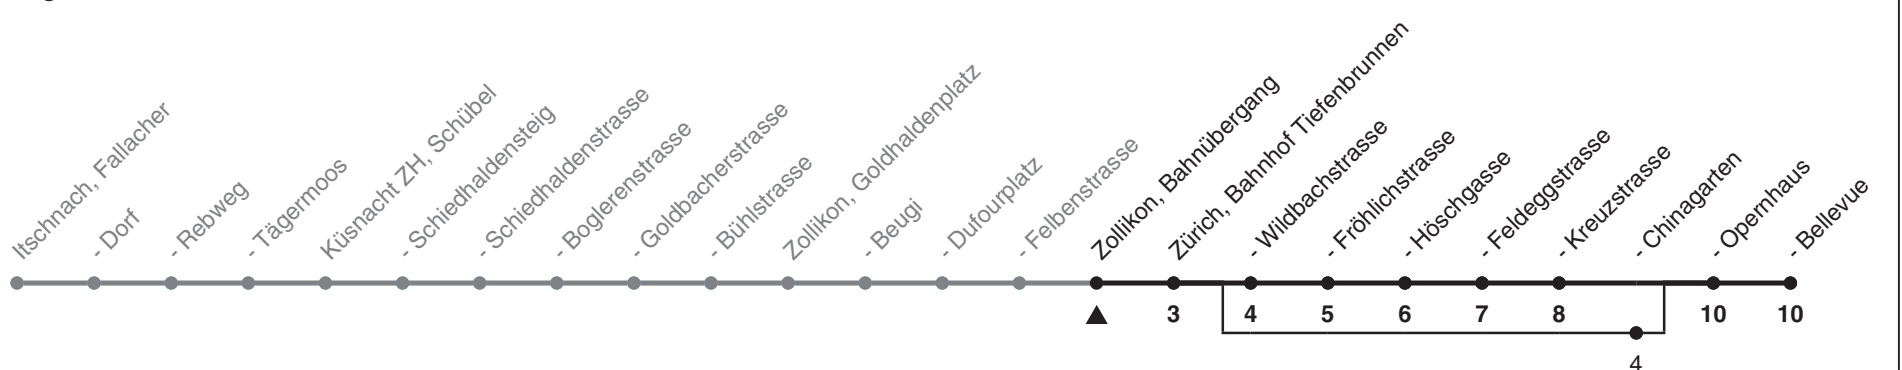 Itschnach, Fallacher
- Dorf
- Rebweg
- Tägermoos
Küsnacht ZH, Schübel
- Schiedhaldensteig
- Schiedhaldenstrasse
- Boglerenstrasse
- Goldbacherstrasse
- Bühlstrasse
Zollikon, Goldhaldenplatz
- Beugi
- Dufourplatz
- Felbenstrasse
Zollikon, Bahnübergang
Zürich, Bahnhof Tiefenbrunnen
- Wildbachstrasse
- Fröhlichstrasse
- Höschgasse
- Feldeggstrasse
- Kreuzstrasse
- Chinagarten
- Opernhaus
- Bellevue
3 4 5 6 7 8 10 10
4